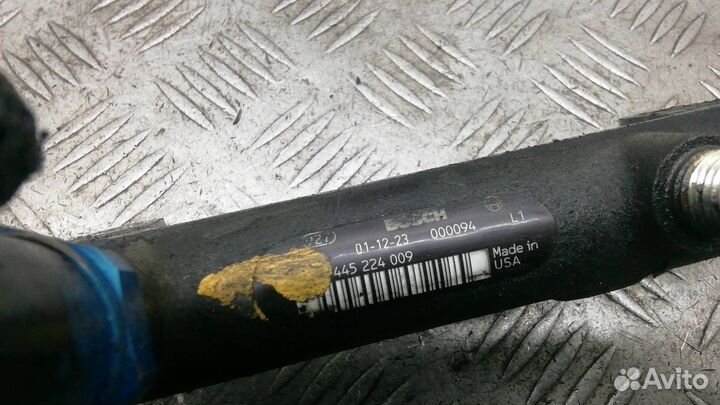 BOSCH
01-12-23 000094 L1
445 224 009
Made in
USA
Avito